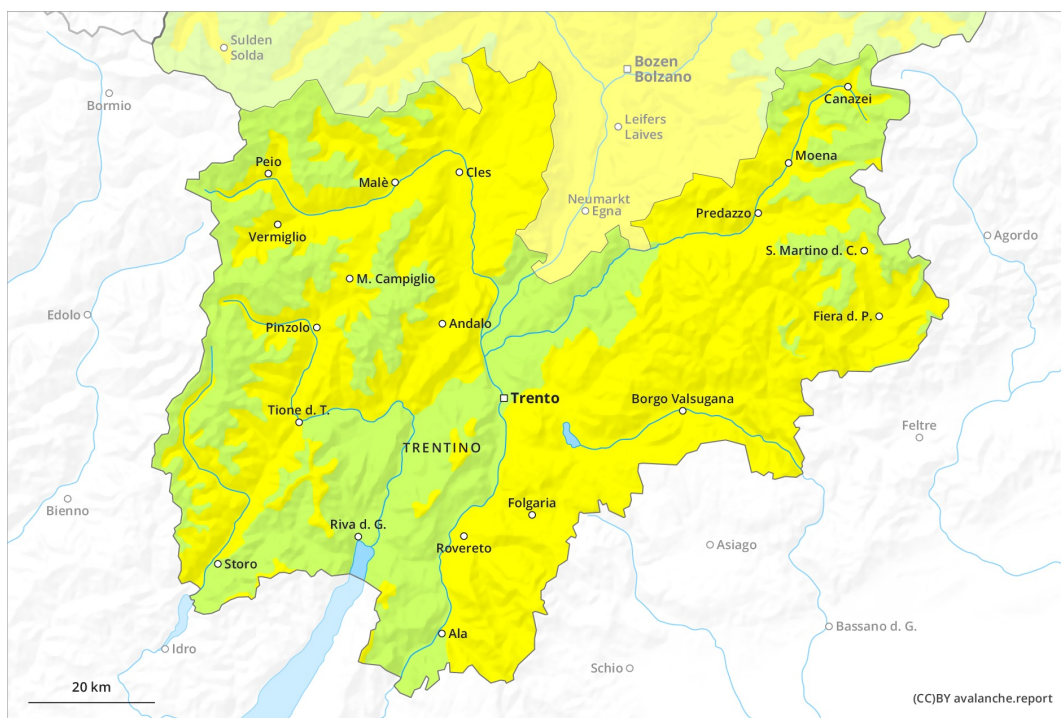 Sulden
Solda
Bozen
Bolzano
Bormio
Canazei
Leifers
Laives
Moena
Peio
Malè
Cles
Neumarkt
Egna
Predazzo
Vermiglio
Agordo
S. Martino d. C.
M. Campiglio
Edolo
Pinzolo
Andalo
Fiera d. P.
Trento
Borgo Valsugana
Tione d. T.
Feltre
TRENTINO
Bienno
Folgaria
Riva d. G.
Rovereto
Asiago
Storo
Ala
Bassano d. G.
Idro
Schio
20 km
(CC)BY avalanche.report